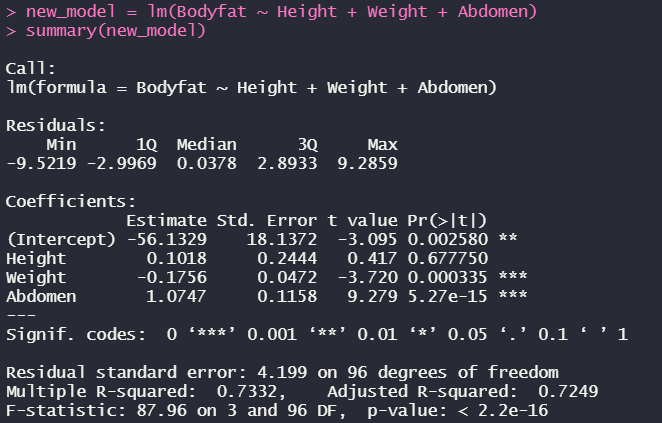 > new_model = lm(Bodyfat ~ Height + Weight + Abdomen)
> summary(new_model)

Call:
lm(formula = Bodyfat ~ Height + Weight + Abdomen)

Residuals:
    Min      1Q  Median      3Q     Max
-9.5219 -2.9969  0.0378  2.8933  9.2859

Coefficients:
            Estimate Std. Error t value Pr(>|t|)
(Intercept) -56.1329    18.1372  -3.095 0.002580 **
Height        0.1018     0.2444   0.417 0.677750
Weight       -0.1756     0.0472  -3.720 0.000335 ***
Abdomen       1.0747     0.1158   9.279 5.27e-15 ***
---
Signif. codes:  0 ‘***’ 0.001 ‘**’ 0.01 ‘*’ 0.05 ‘.’ 0.1 ‘ ’ 1

Residual standard error: 4.199 on 96 degrees of freedom
Multiple R-squared:  0.7332,    Adjusted R-squared:  0.7249
F-statistic: 87.96 on 3 and 96 DF,  p-value: < 2.2e-16